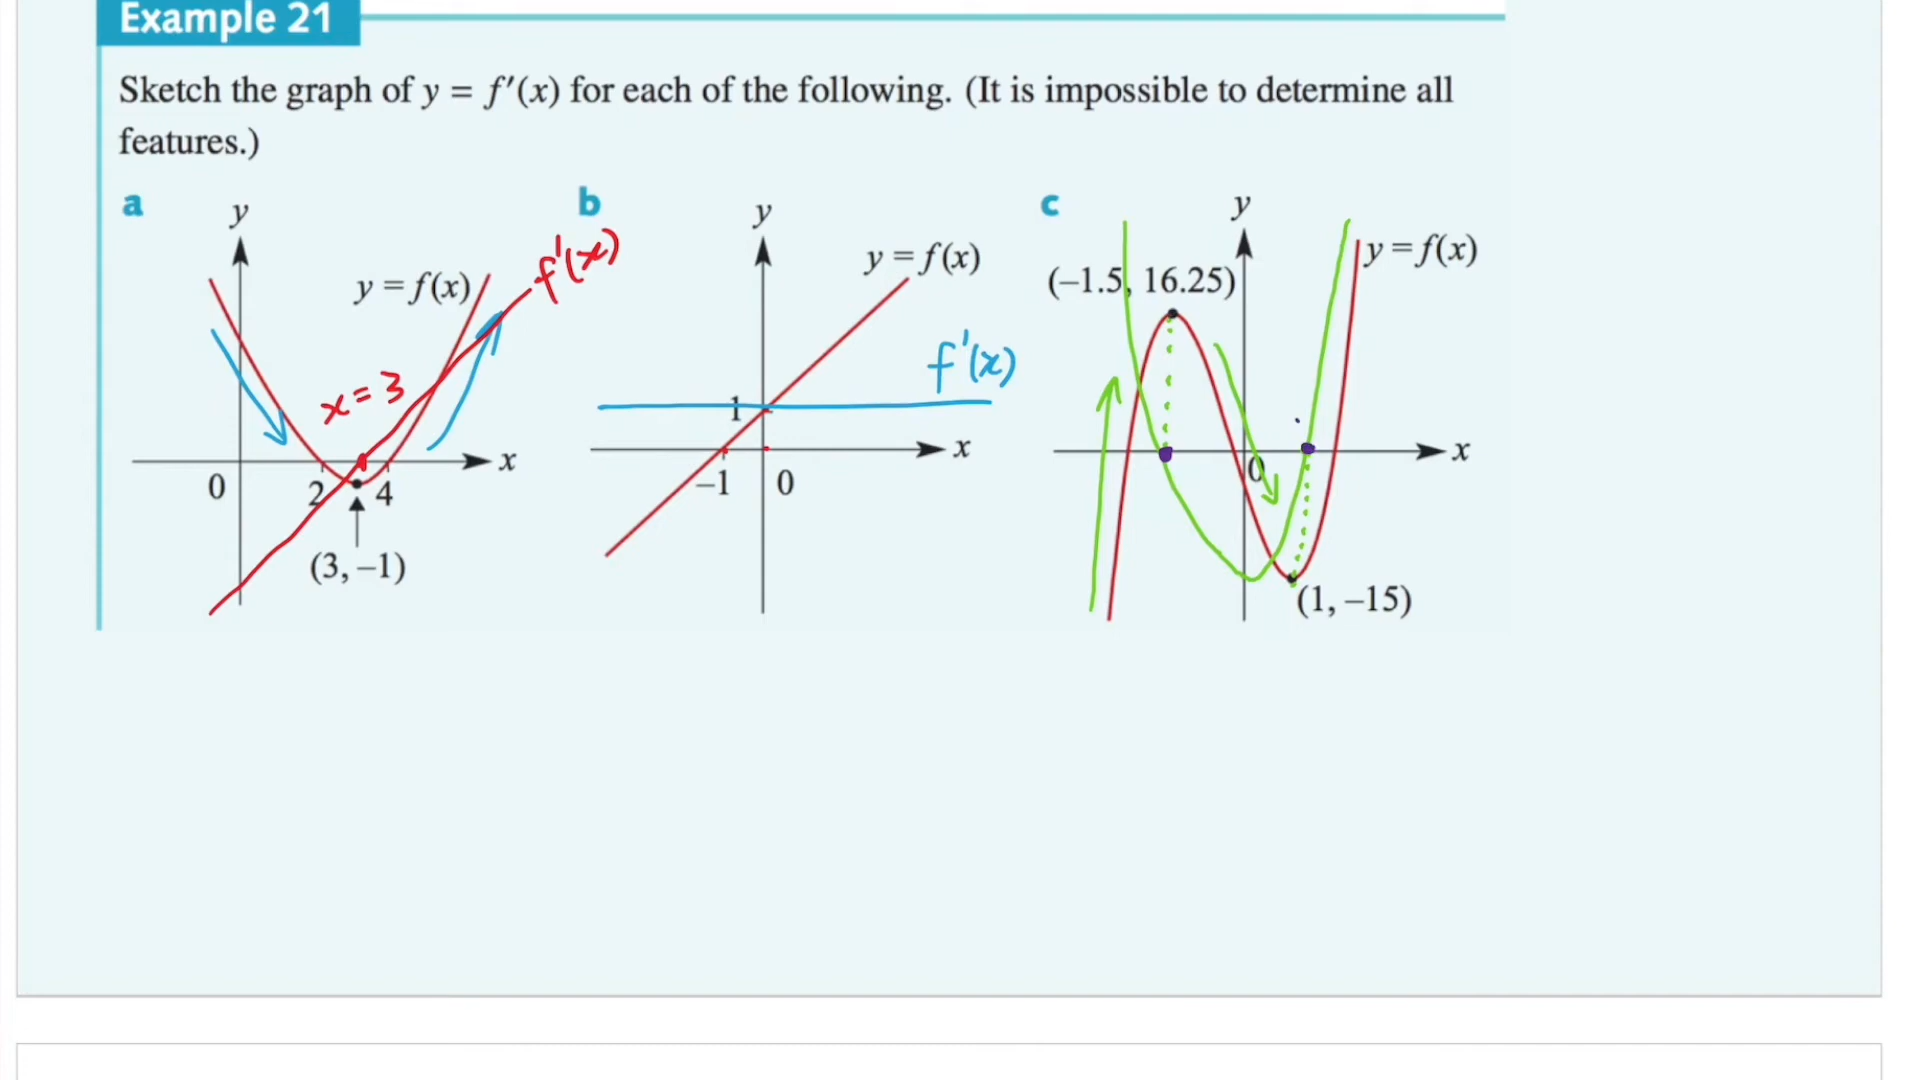 Example 21
Sketch the graph of y = f′(x) for each of the following. (It is impossible to determine all
features.)
a
y
y = f(x)
f'(x)
x = 3
x
0
2
4
(3, –1)
b
y
y = f(x)
f'(x)
1
x
–1
0
c
y
y = f(x)
(–1.5, 16.25)
x
0
(1, –15)